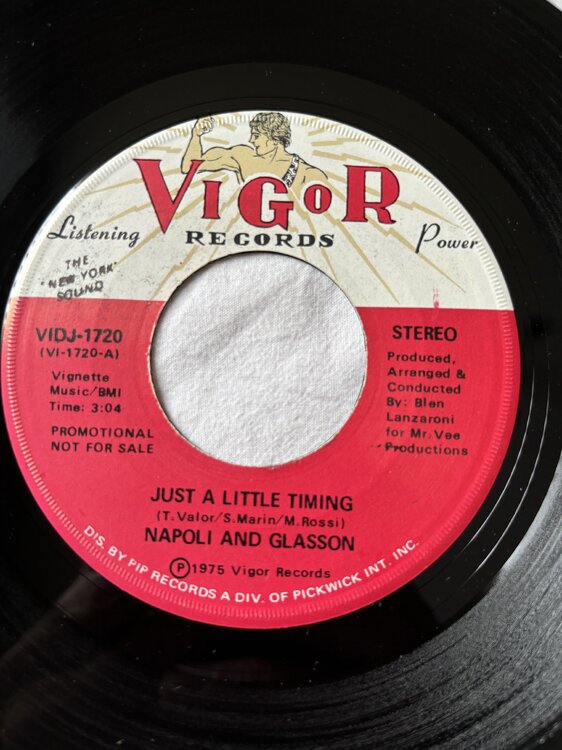 VIGOR
RECORDS
Listening
Power
THE
"NEW YORK"
SOUND
VIDJ-1720
(VI-1720-A)
Vignette
Music/BMI
Time: 3:04
PROMOTIONAL
NOT FOR SALE
STEREO
Produced,
Arranged &
Conducted
By: Blen
Lanzaroni
for Mr. Vee
Productions
JUST A LITTLE TIMING
(T. Valor/S. Marin/M. Rossi)
NAPOLI AND GLASSON
Ⓟ1975 Vigor Records
DIS. BY PIP RECORDS A DIV. OF PICKWICK INT. INC.